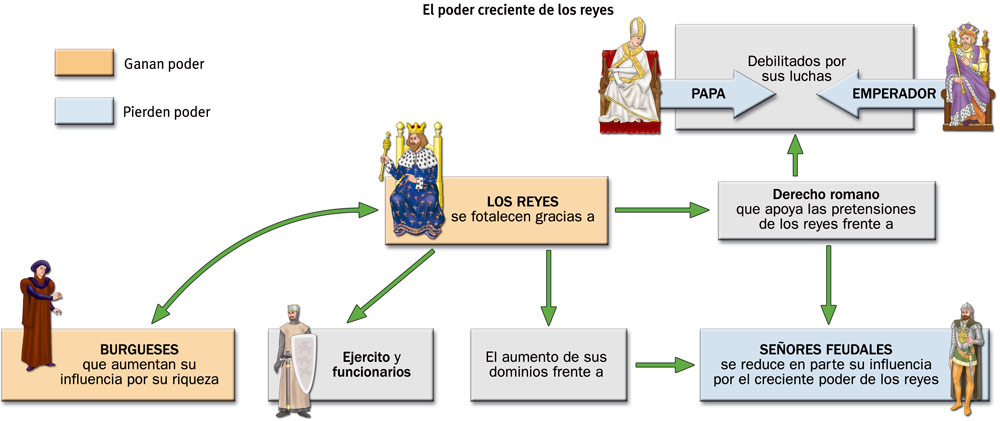 El poder creciente de los reyes
Ganan poder
Pierden poder
Debilitados por
sus luchas
PAPA
EMPERADOR
LOS REYES
se fotalecen gracias a
Derecho romano
que apoya las pretensiones
de los reyes frente a
BURGUESES
que aumentan su
influencia por su riqueza
Ejercito y
funcionarios
El aumento de sus
dominios frente a
SEÑORES FEUDALES
se reduce en parte su influencia
por el creciente poder de los reyes